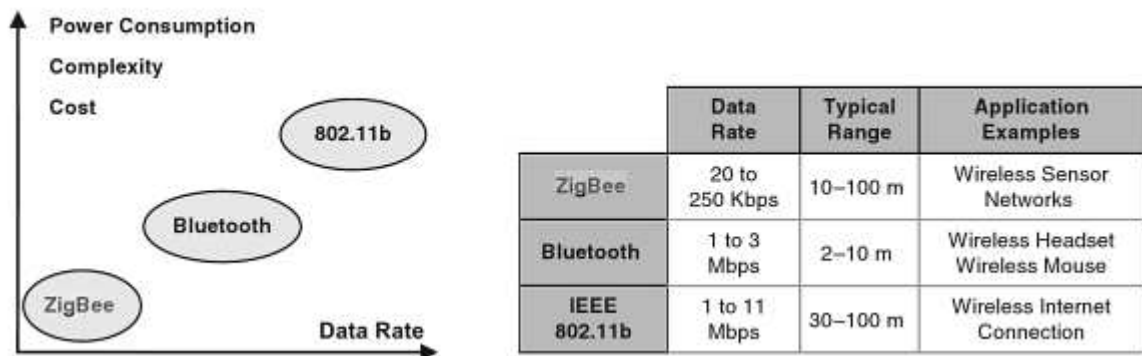 Power Consumption
Complexity
Cost
802.11b
Bluetooth
ZigBee
Data Rate
Data Rate
Typical Range
Application Examples
ZigBee
20 to 250 Kbps
10–100 m
Wireless Sensor Networks
Bluetooth
1 to 3 Mbps
2–10 m
Wireless Headset
Wireless Mouse
IEEE 802.11b
1 to 11 Mbps
30–100 m
Wireless Internet Connection